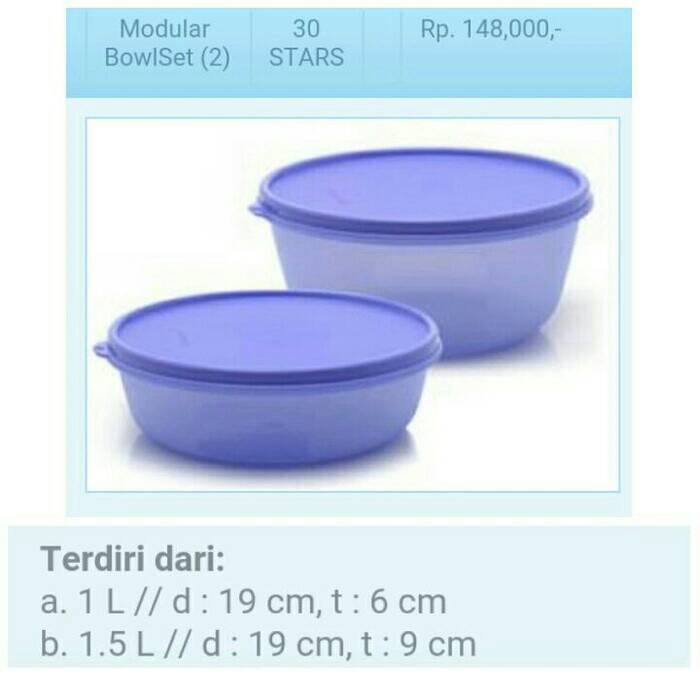 Modular BowlSet (2)
30 STARS
Rp. 148,000,-
Terdiri dari:
a. 1 L // d : 19 cm, t : 6 cm
b. 1.5 L // d : 19 cm, t : 9 cm